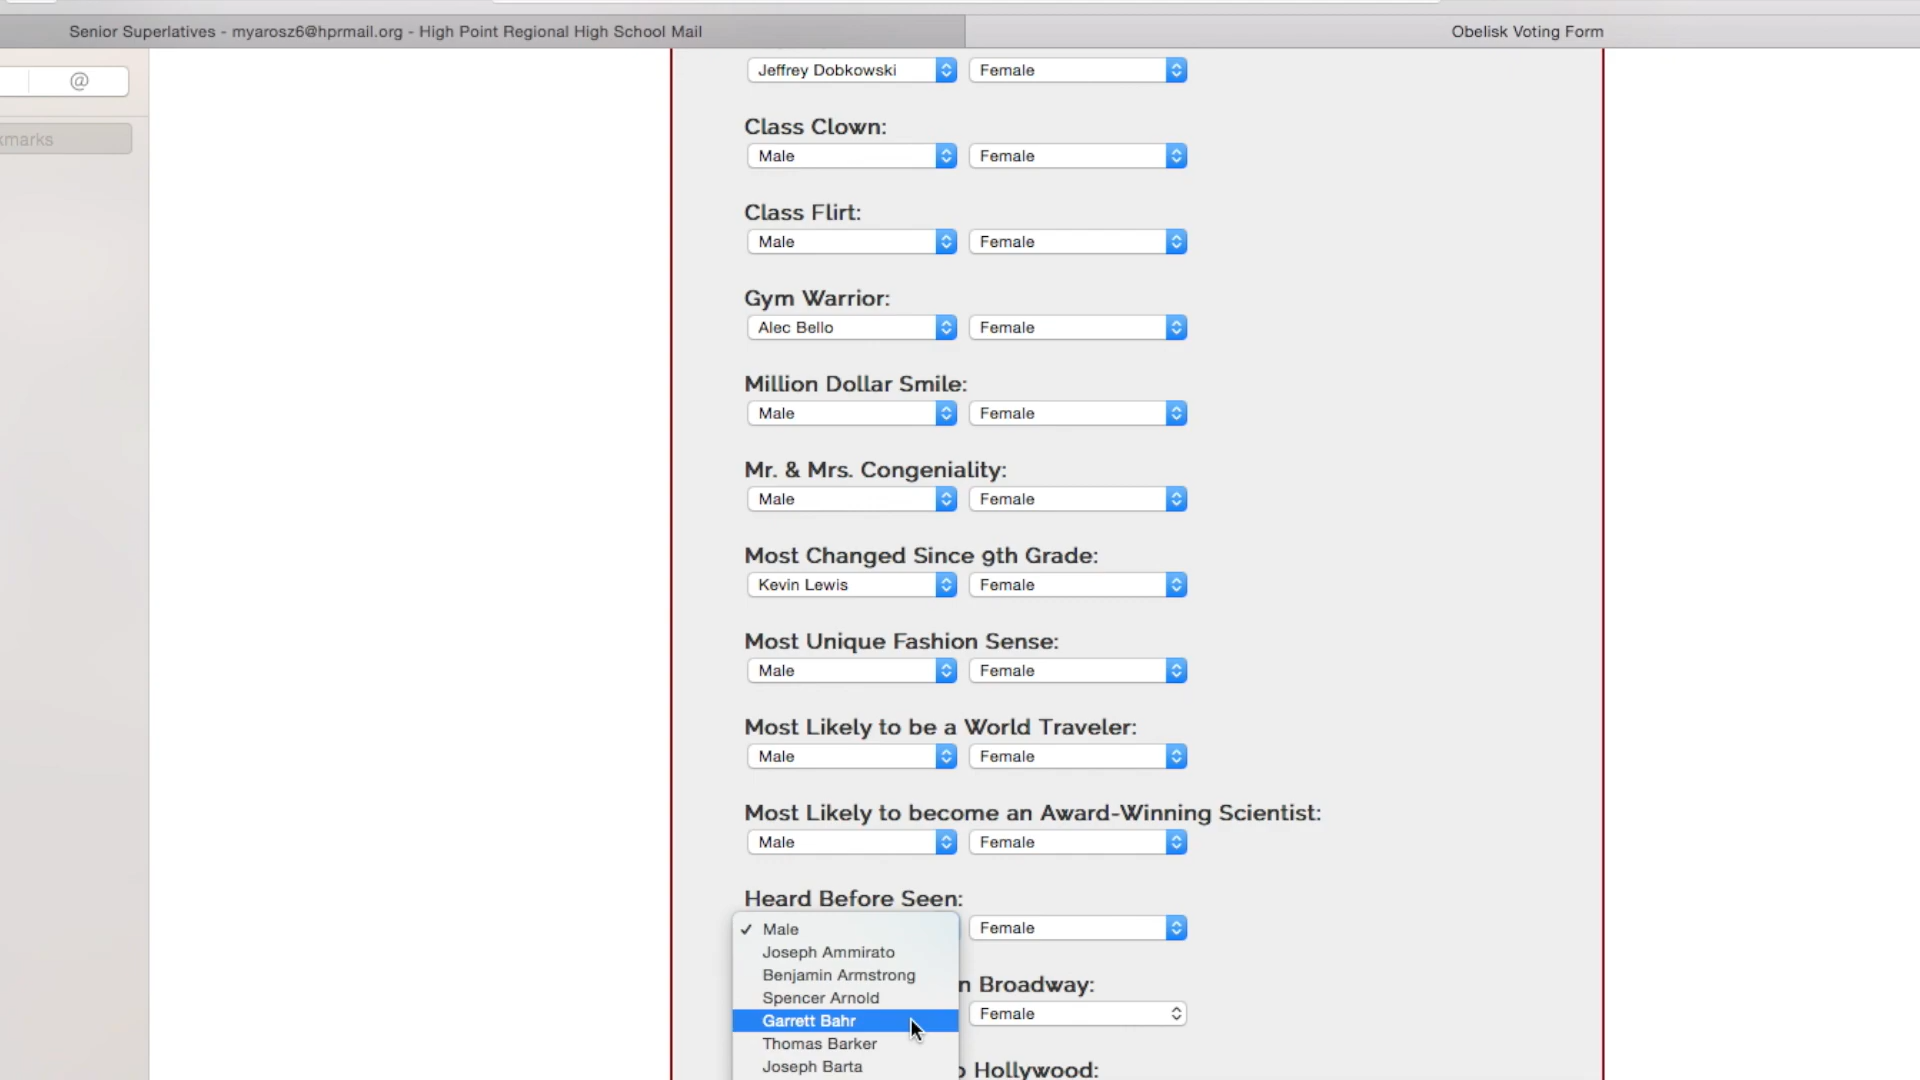 Senior Superlatives - myarosz6@hprmail.org - High Point Regional High School Mail
Obelisk Voting Form
@
kmarks
Jeffrey Dobkowski Female
Class Clown:
Male Female
Class Flirt:
Male Female
Gym Warrior:
Alec Bello Female
Million Dollar Smile:
Male Female
Mr. & Mrs. Congeniality:
Male Female
Most Changed Since 9th Grade:
Kevin Lewis Female
Most Unique Fashion Sense:
Male Female
Most Likely to be a World Traveler:
Male Female
Most Likely to become an Award-Winning Scientist:
Male Female
Heard Before Seen:
✓ Male Female
Joseph Ammirato
Benjamin Armstrong
n Broadway:
Spencer Arnold
Garrett Bahr Female
Thomas Barker
Joseph Barta
Hollywood: